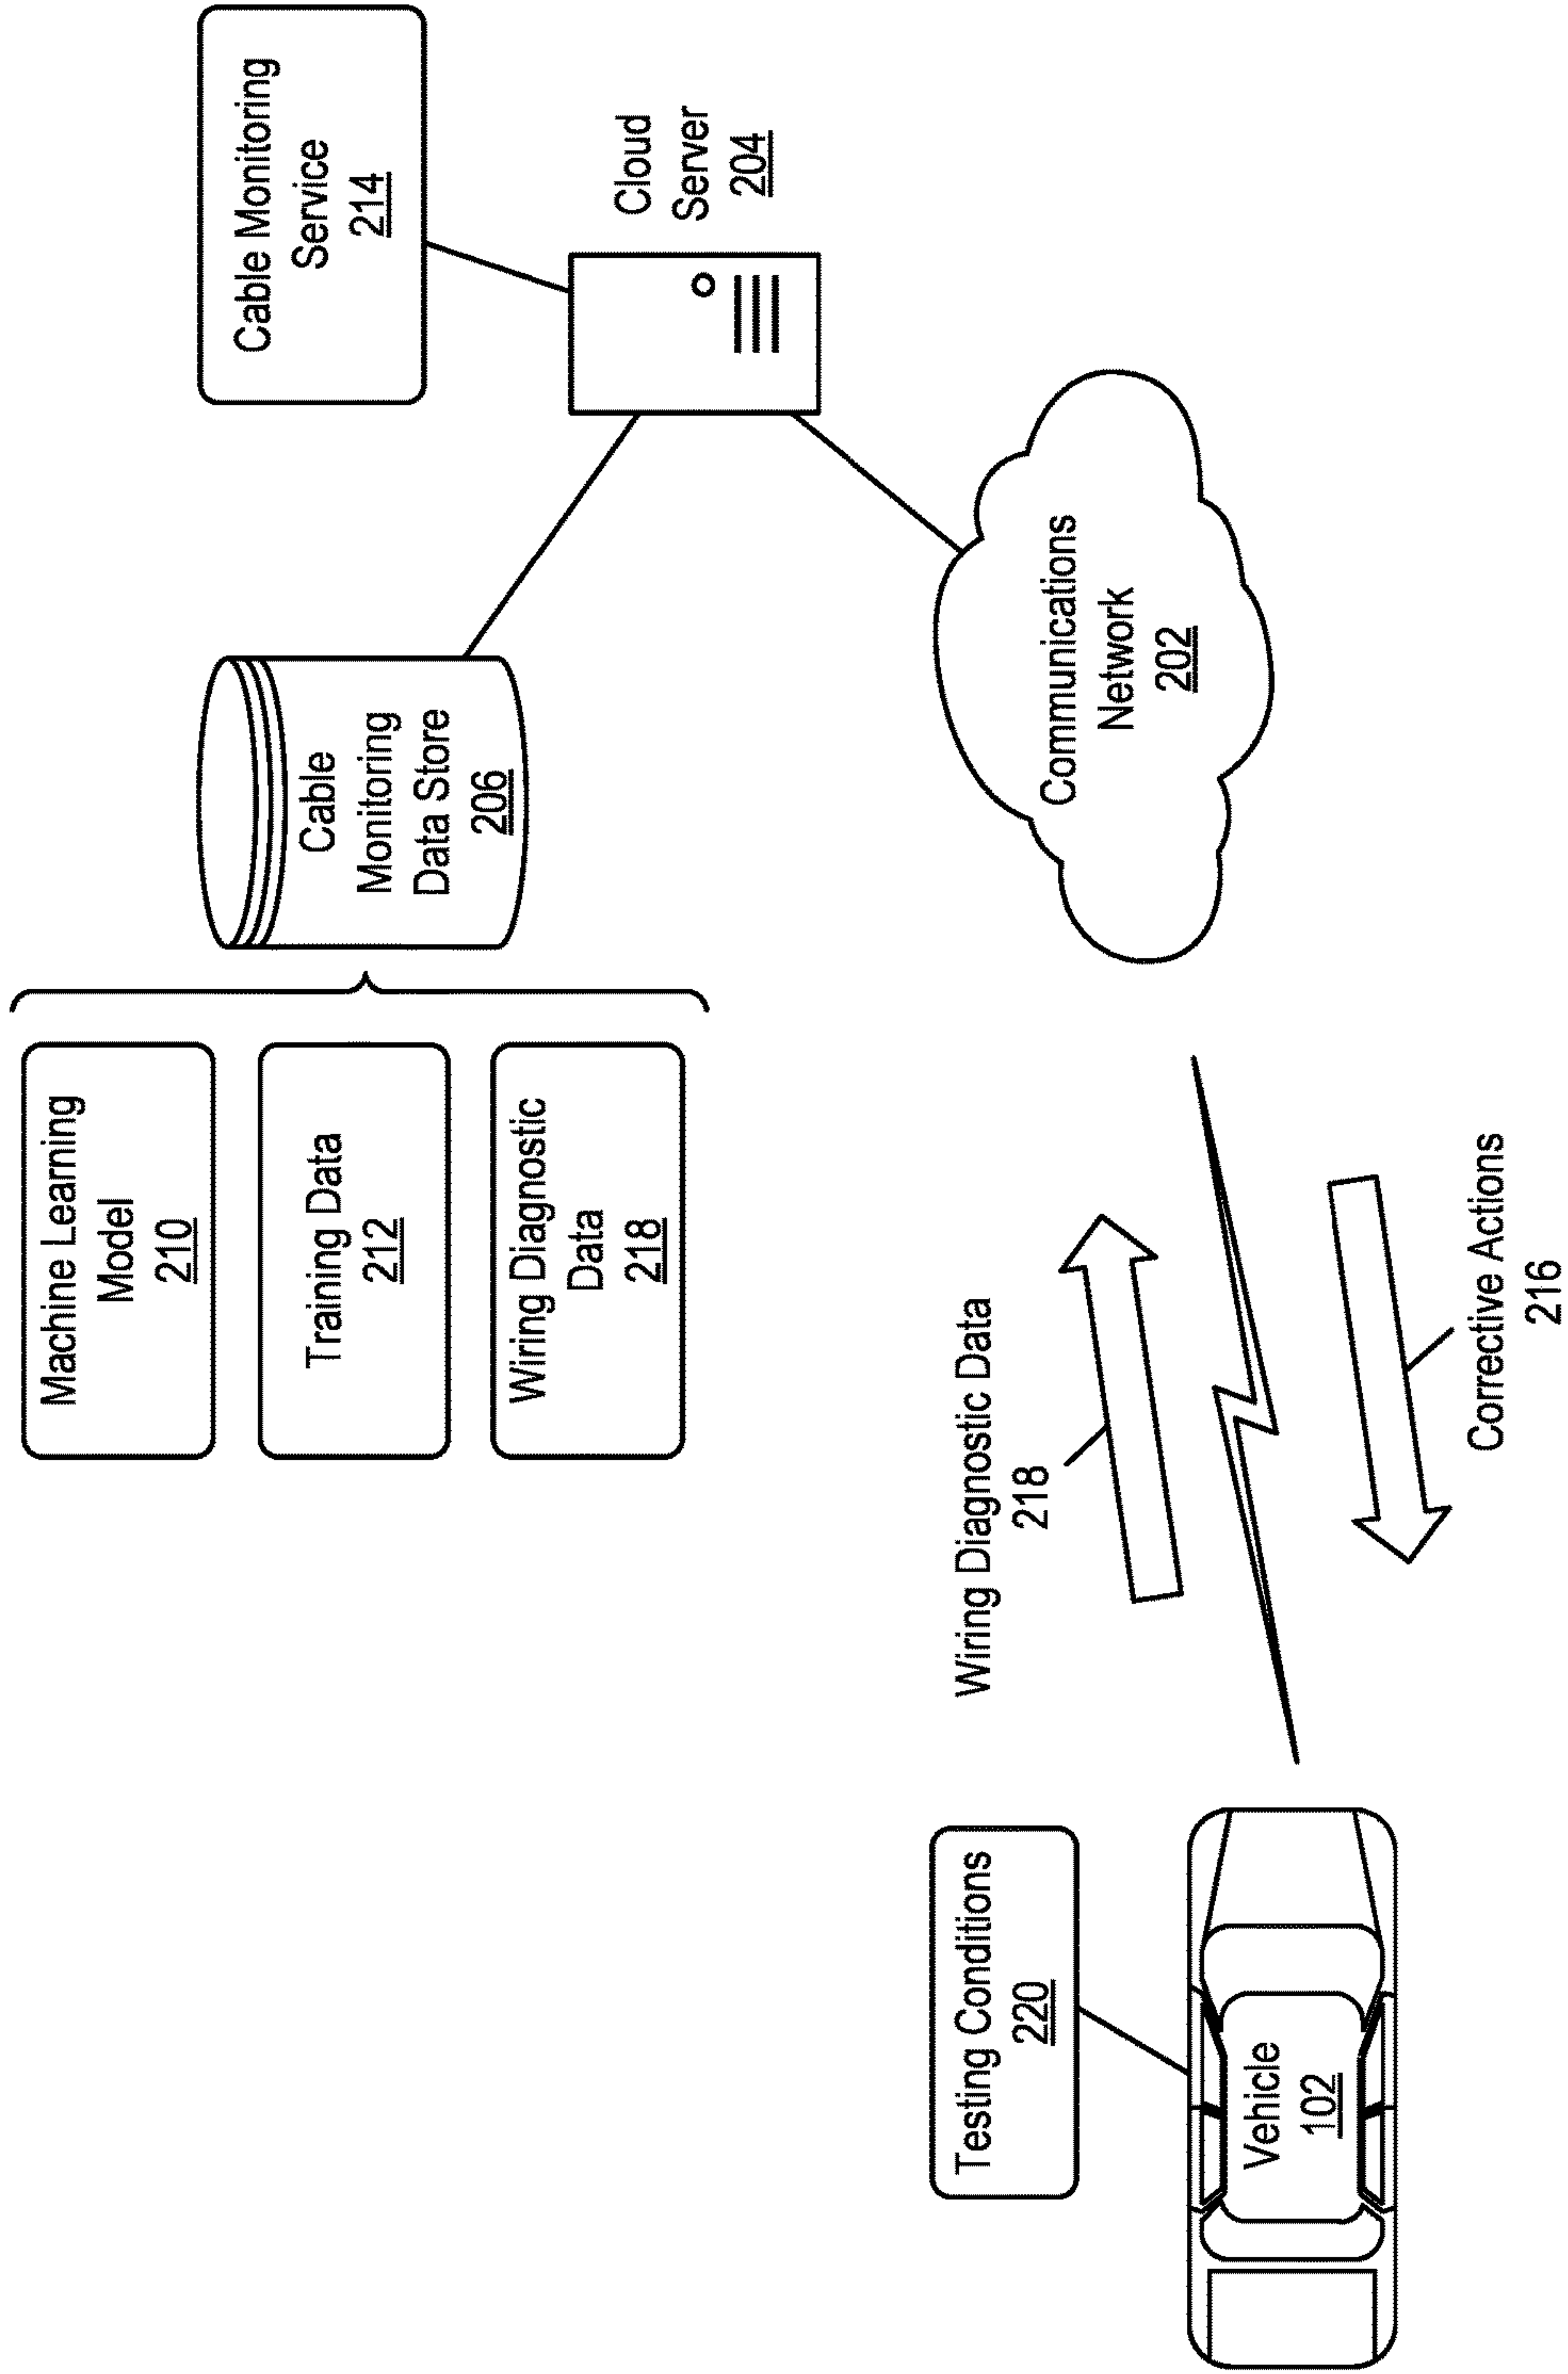 Machine Learning
Model
210
Training Data
212
Wiring Diagnostic
Data
218
Cable
Monitoring
Data Store
206
Cable Monitoring
Service
214
Cloud
Server
204
Communications
Network
202
Wiring Diagnostic Data
218
Corrective Actions
216
Testing Conditions
220
Vehicle
102